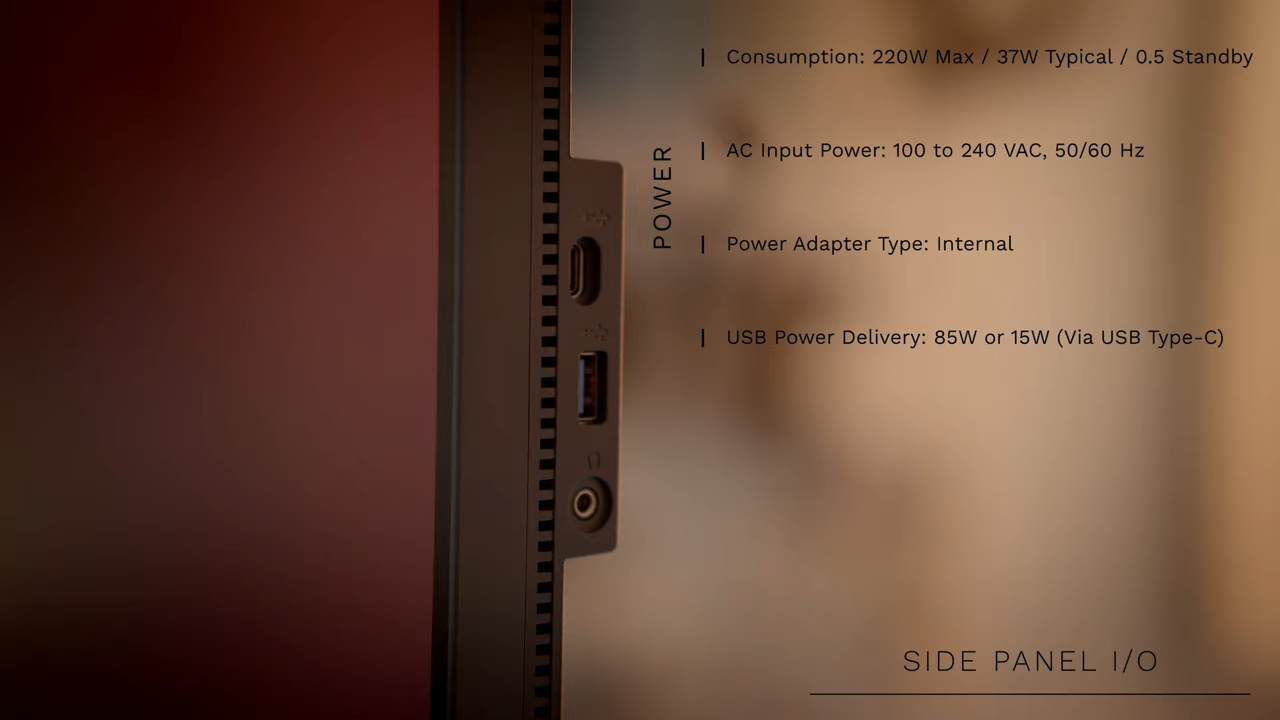 Consumption: 220W Max / 37W Typical / 0.5 Standby
POWER
AC Input Power: 100 to 240 VAC, 50/60 Hz
Power Adapter Type: Internal
USB Power Delivery: 85W or 15W (Via USB Type-C)
SIDE PANEL I/O